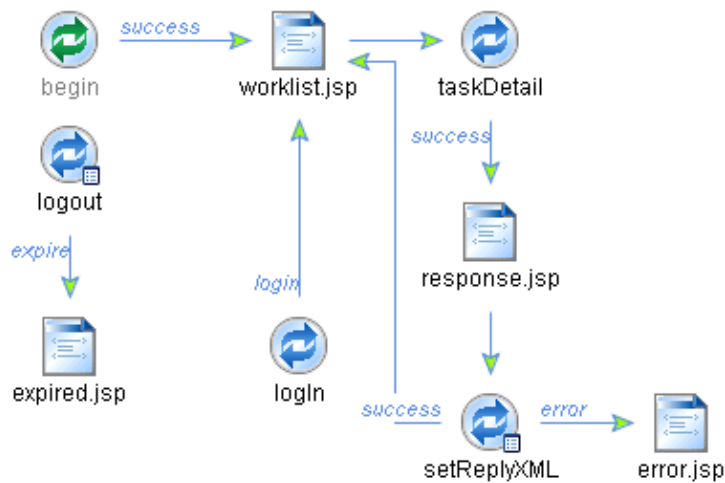 success
begin
worklist.jsp
taskDetail
success
logout
expire
login
response.jsp
expired.jsp
logIn
success
error
setReplyXML
error.jsp